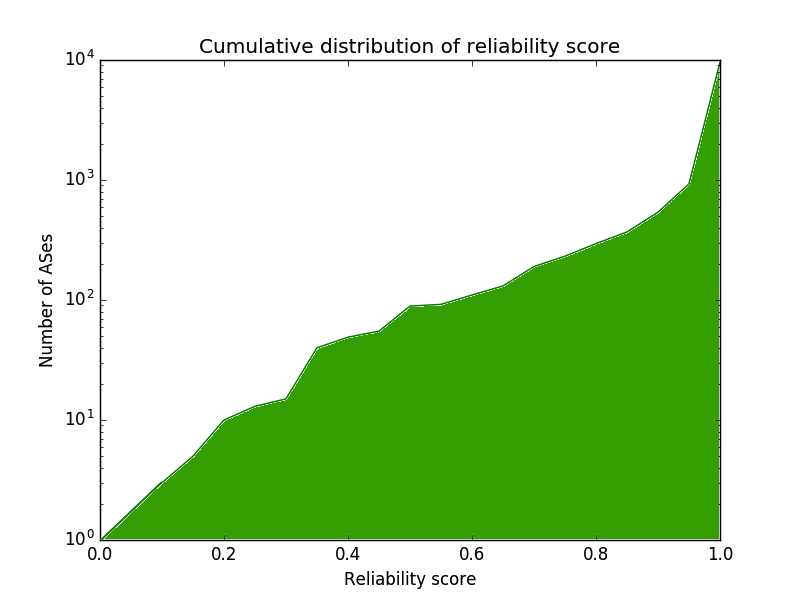 Cumulative distribution of reliability score
10^4
10^3
10^2
10^1
10^0
Number of ASes
0.0 0.2 0.4 0.6 0.8 1.0
Reliability score